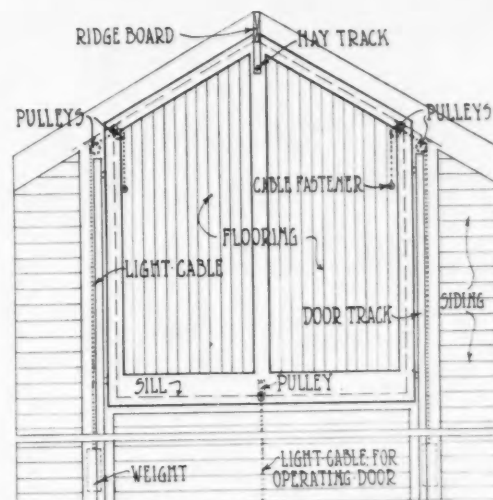 RIDGE BOARD
HAY TRACK
PULLEYS
PULLEYS
CABLE FASTENER
FLOORING
LIGHT CABLE
SIDING
DOOR TRACK
SILL
PULLEY
WEIGHT
LIGHT CABLE FOR
OPERATING DOOR